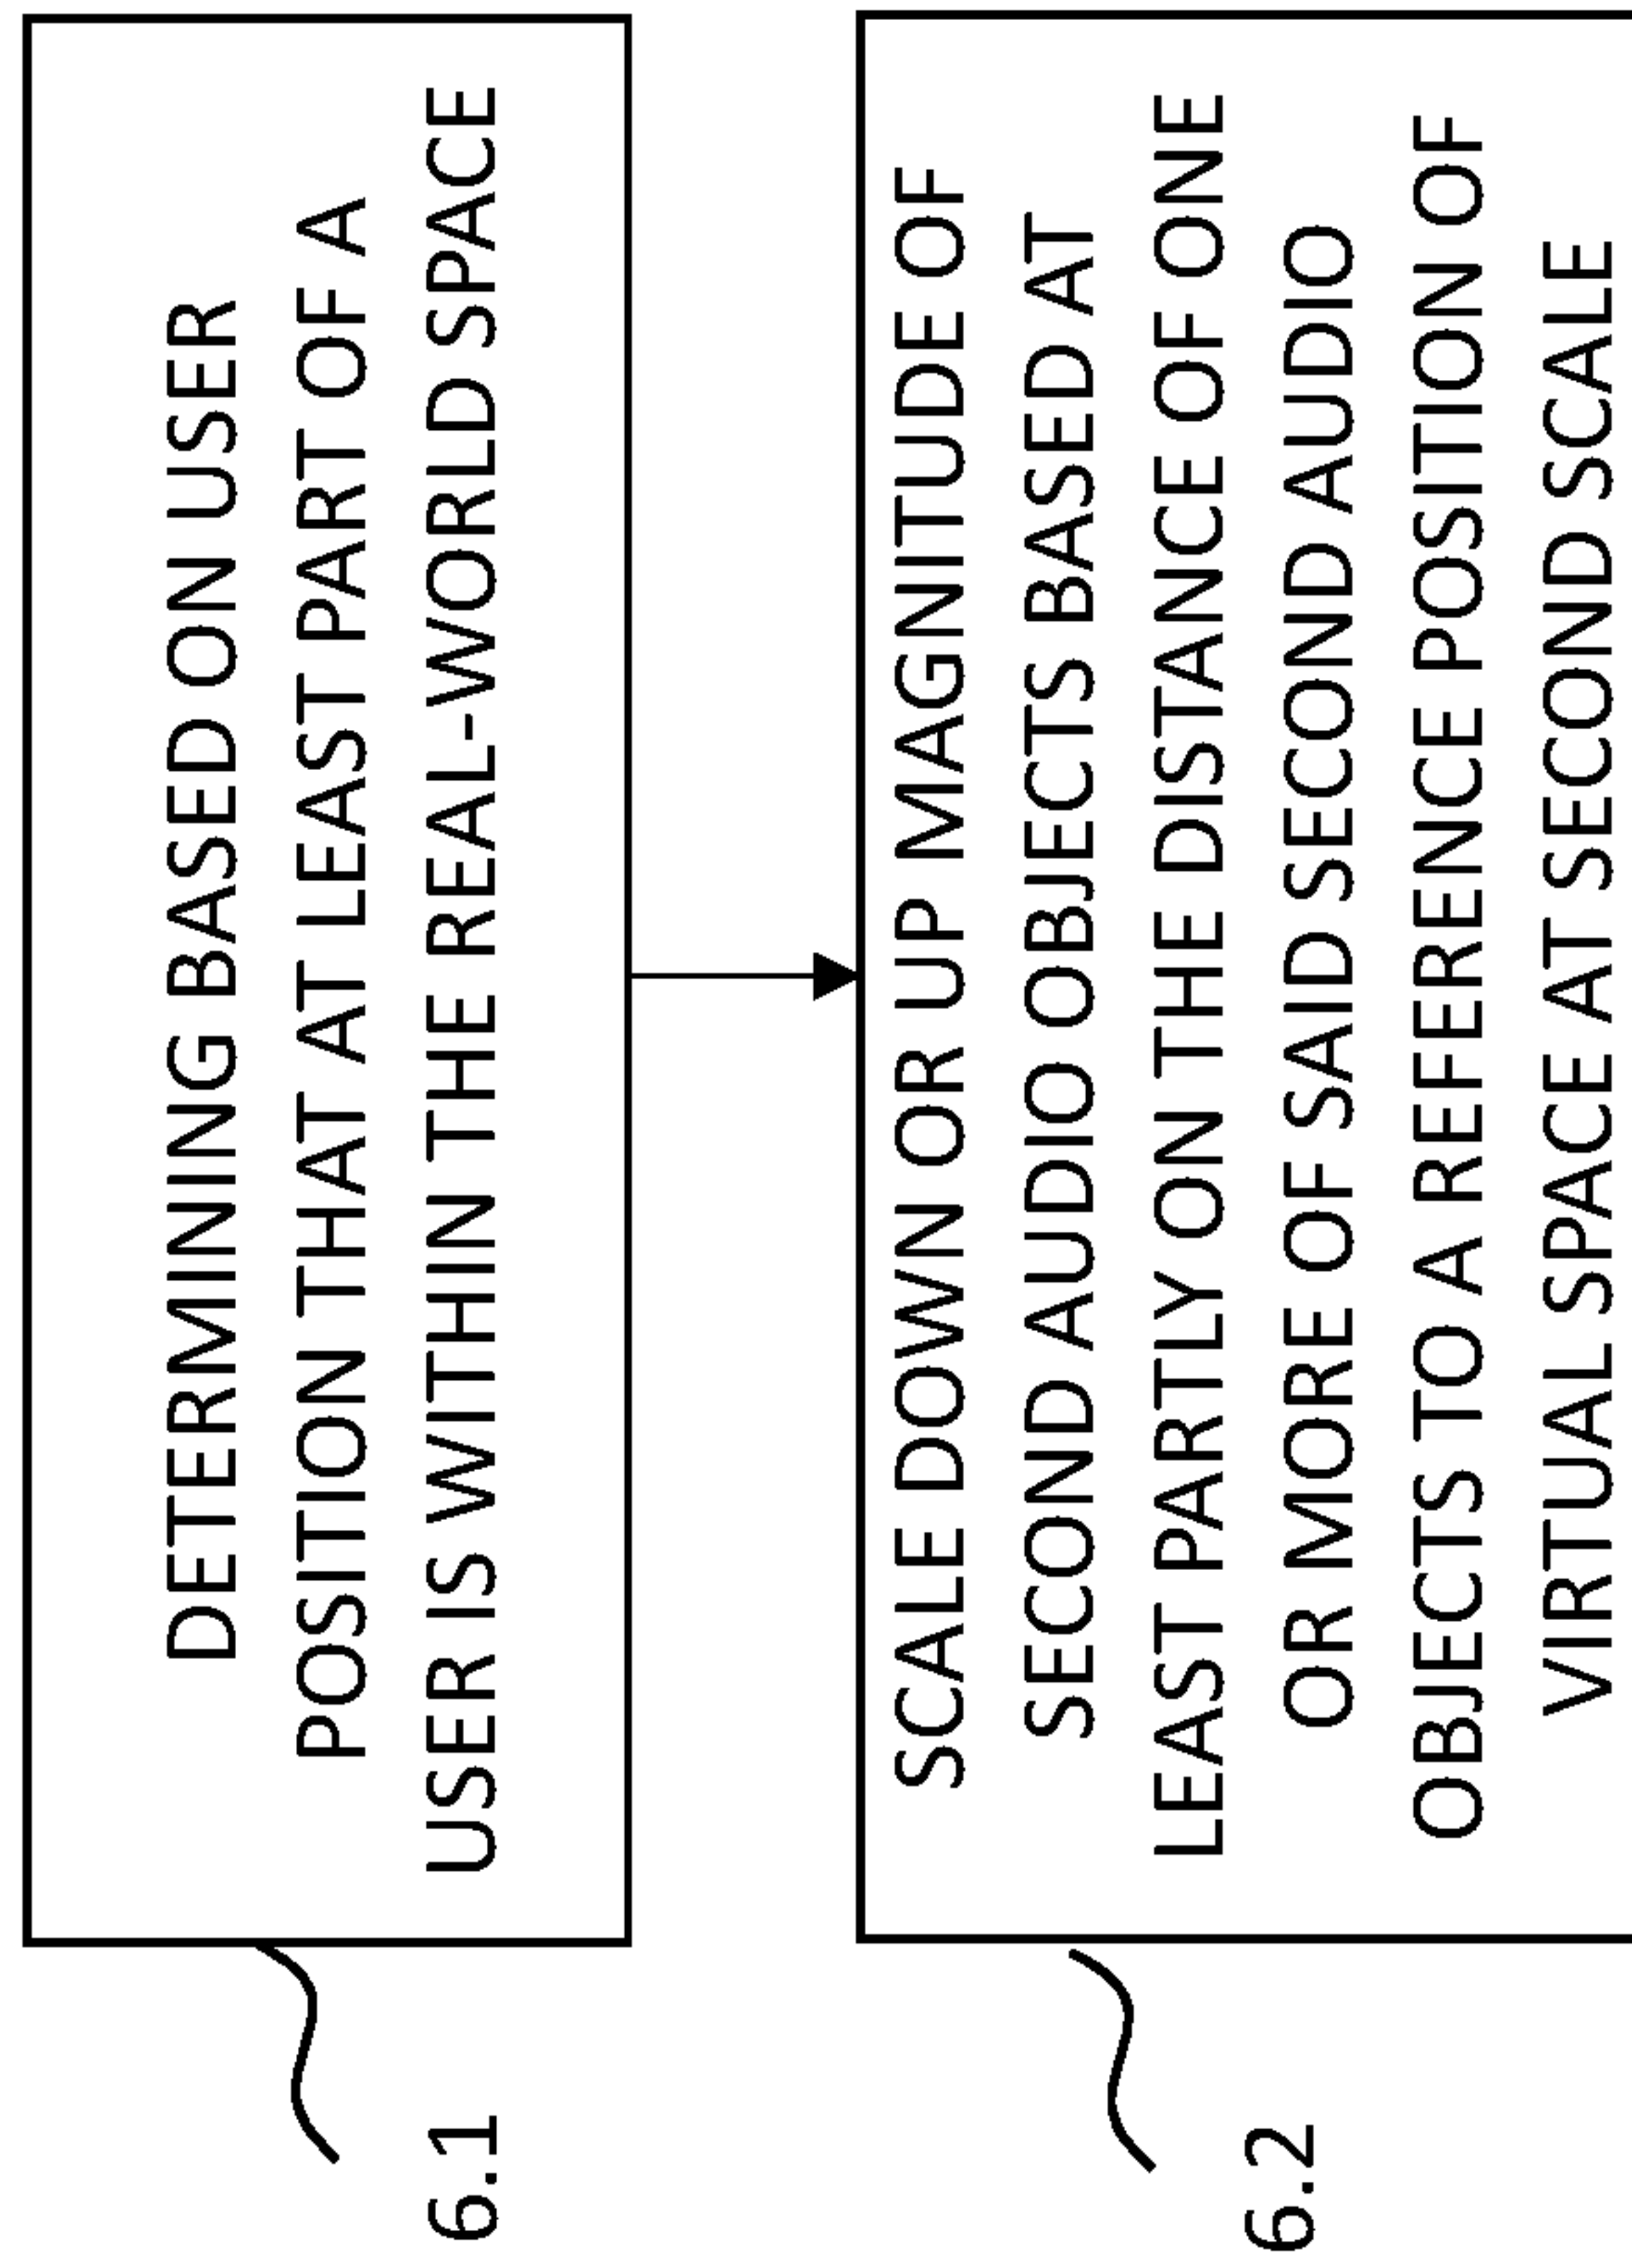 DETERMINING BASED ON USER
POSITION THAT AT LEAST PART OF A
USER IS WITHIN THE REAL-WORLD SPACE
6.1
SCALE DOWN OR UP MAGNITUDE OF
SECOND AUDIO OBJECTS BASED AT
LEAST PARTLY ON THE DISTANCE OF ONE
OR MORE OF SAID SECOND AUDIO
OBJECTS TO A REFERENCE POSITION OF
VIRTUAL SPACE AT SECOND SCALE
6.2